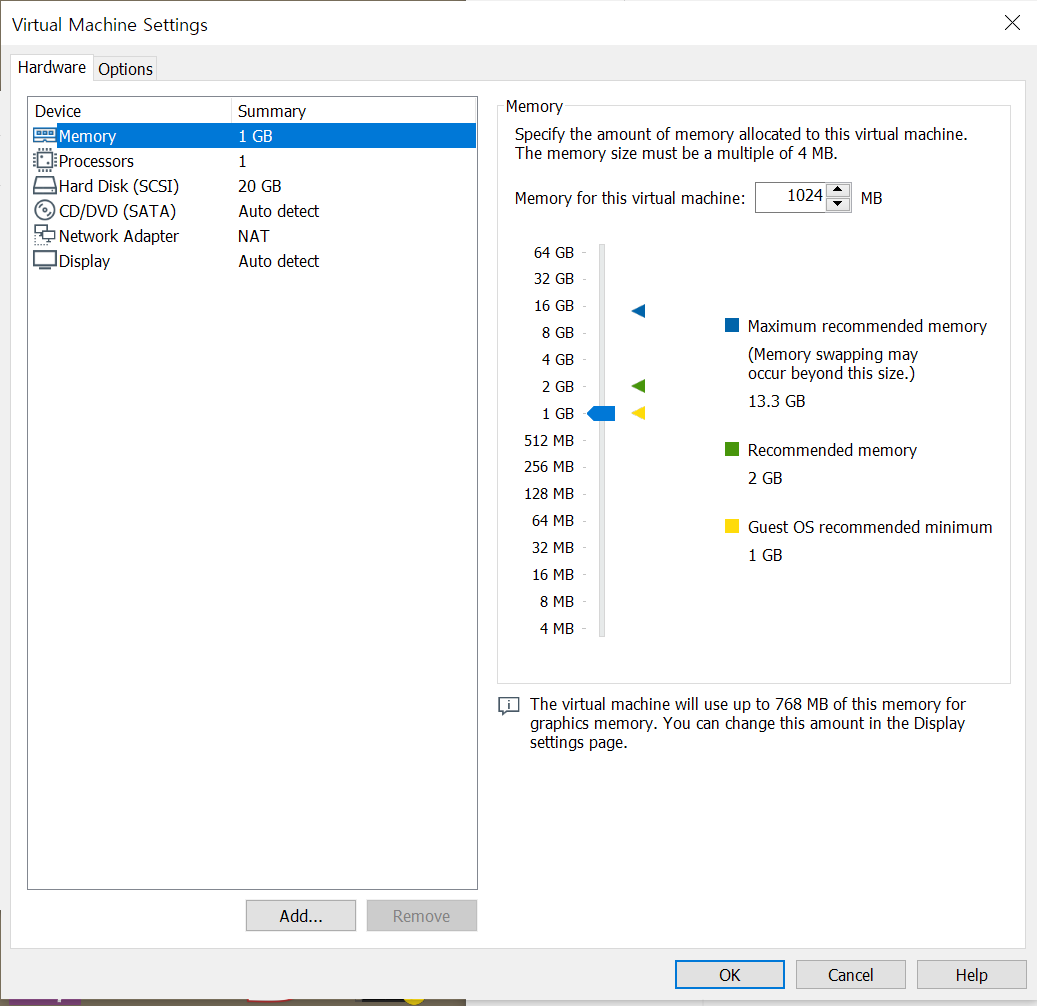 Virtual Machine Settings
Hardware
Options
Device Summary
Memory 1 GB
Processors 1
Hard Disk (SCSI) 20 GB
CD/DVD (SATA) Auto detect
Network Adapter NAT
Display Auto detect
Add...
Remove
Memory
Specify the amount of memory allocated to this virtual machine.
The memory size must be a multiple of 4 MB.
Memory for this virtual machine: 1024 MB
64 GB
32 GB
16 GB
8 GB
4 GB
2 GB
1 GB
512 MB
256 MB
128 MB
64 MB
32 MB
16 MB
8 MB
4 MB
Maximum recommended memory
(Memory swapping may
occur beyond this size.)
13.3 GB
Recommended memory
2 GB
Guest OS recommended minimum
1 GB
The virtual machine will use up to 768 MB of this memory for
graphics memory. You can change this amount in the Display
settings page.
OK
Cancel
Help